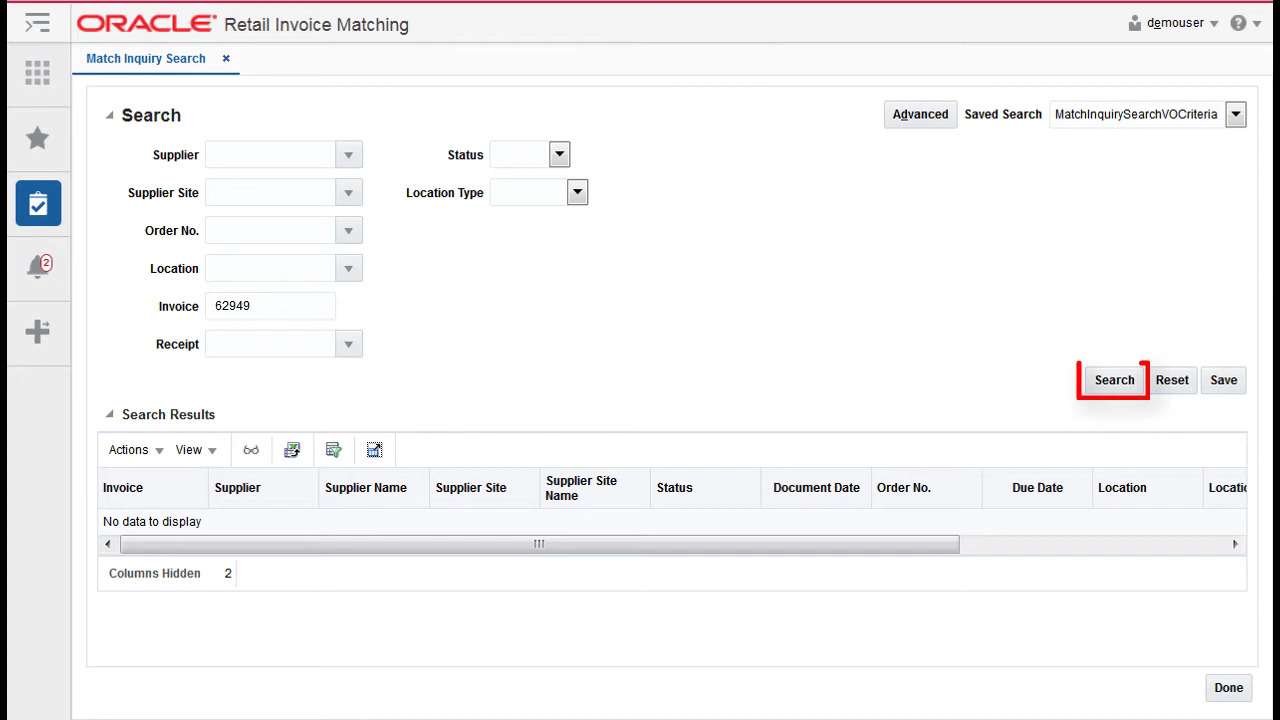 ORACLE Retail Invoice Matching
demouser
?
Match Inquiry Search ×
Search
Advanced Saved Search MatchInquirySearchVOCriteria
Supplier Status
Supplier Site Location Type
Order No.
Location
2
Invoice 62949
Receipt
Search Reset Save
Search Results
Actions View
Invoice Supplier Supplier Name Supplier Site Supplier Site Name Status Document Date Order No. Due Date Location Locatic
No data to display
Columns Hidden 2
Done